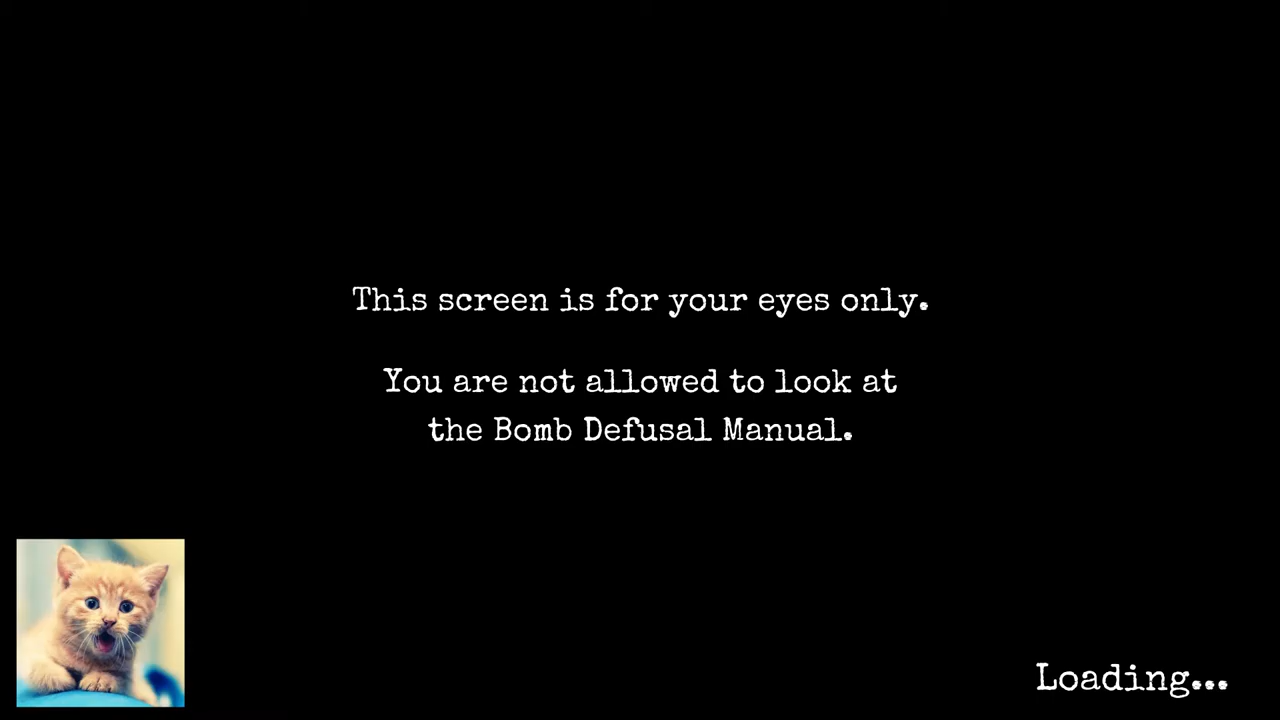 This screen is for your eyes only.
You are not allowed to look at
the Bomb Defusal Manual.
Loading...